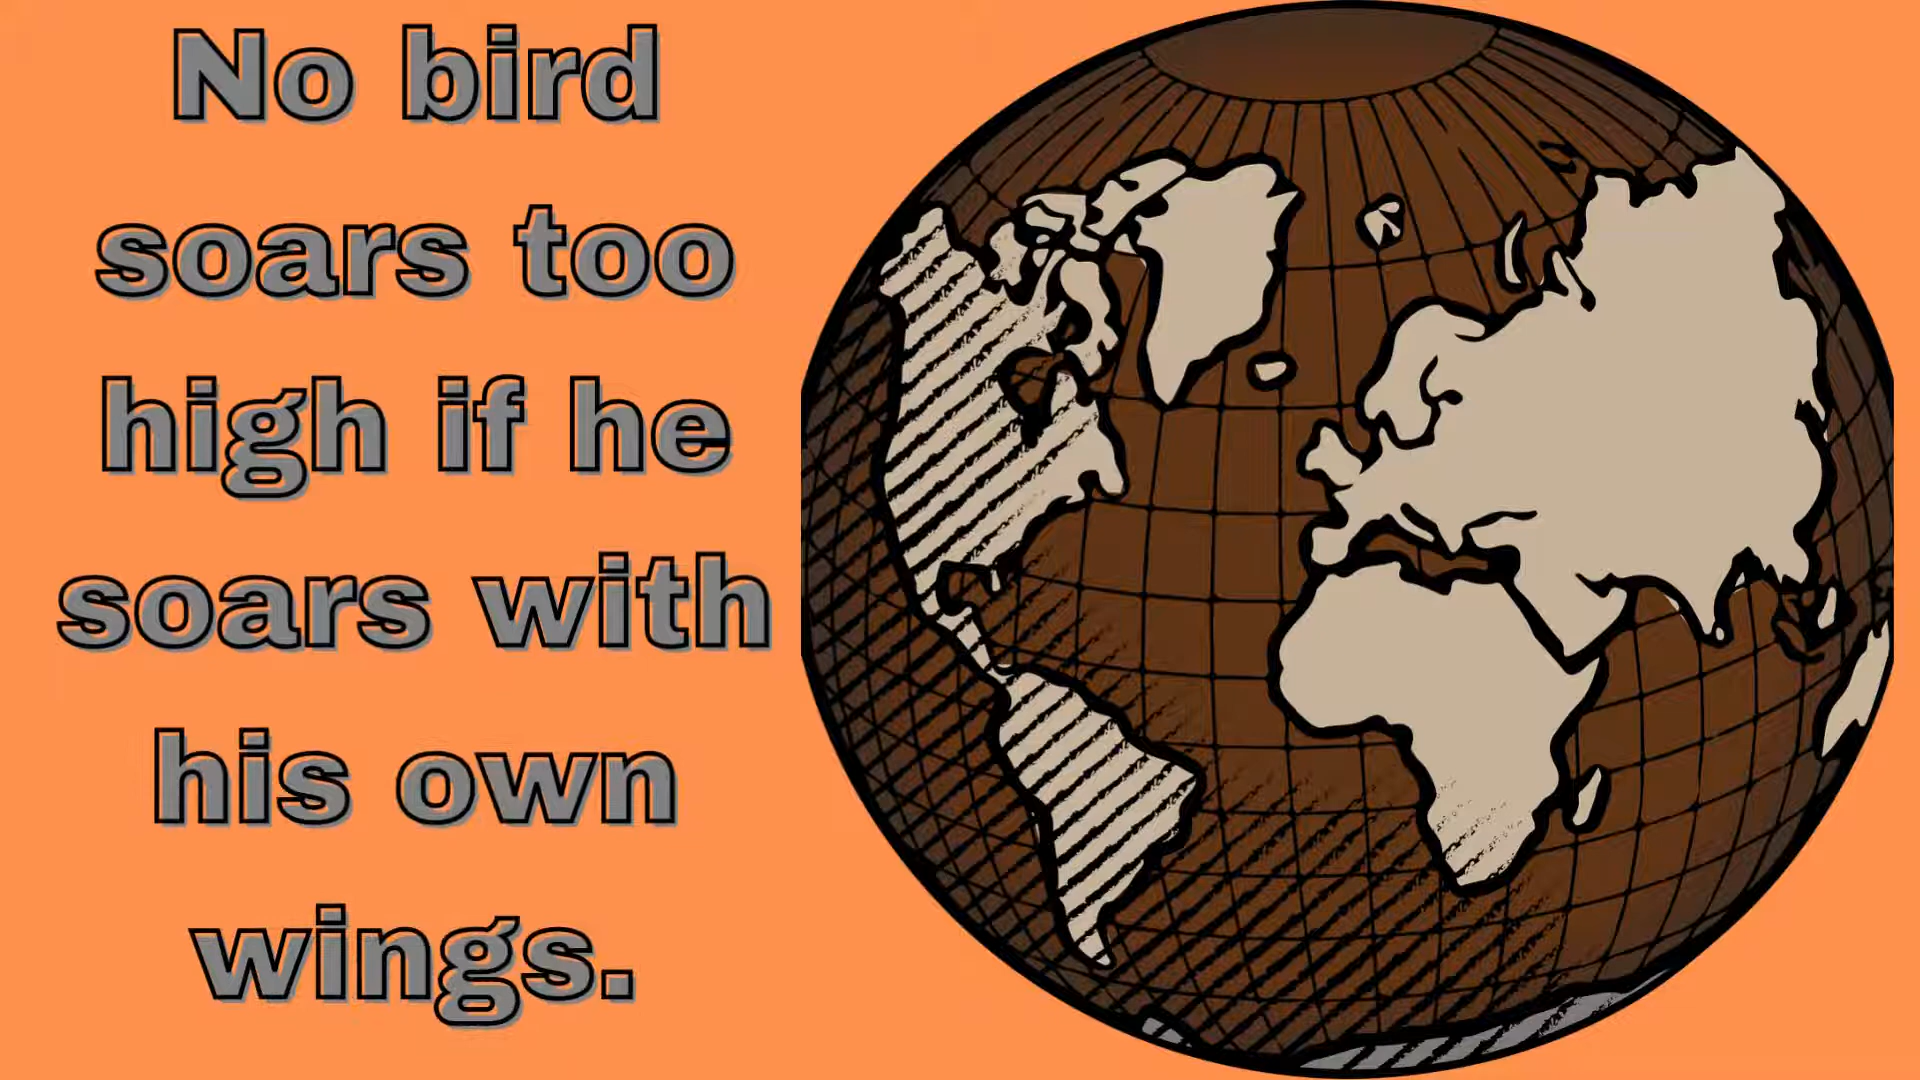 No bird
soars too
high if he
soars with
his own
wings.